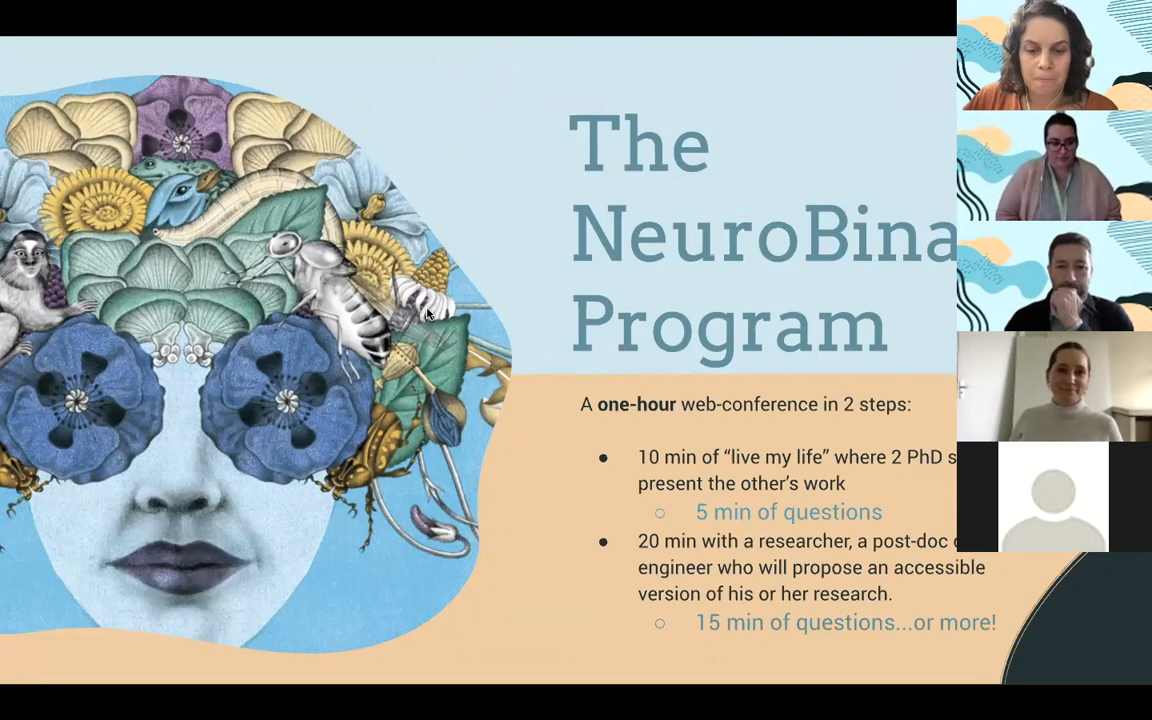 The
NeuroBina
Program
A one-hour web-conference in 2 steps:
● 10 min of “live my life” where 2 PhD s
present the other’s work
○ 5 min of questions
● 20 min with a researcher, a post-doc
engineer who will propose an accessible
version of his or her research.
○ 15 min of questions...or more!